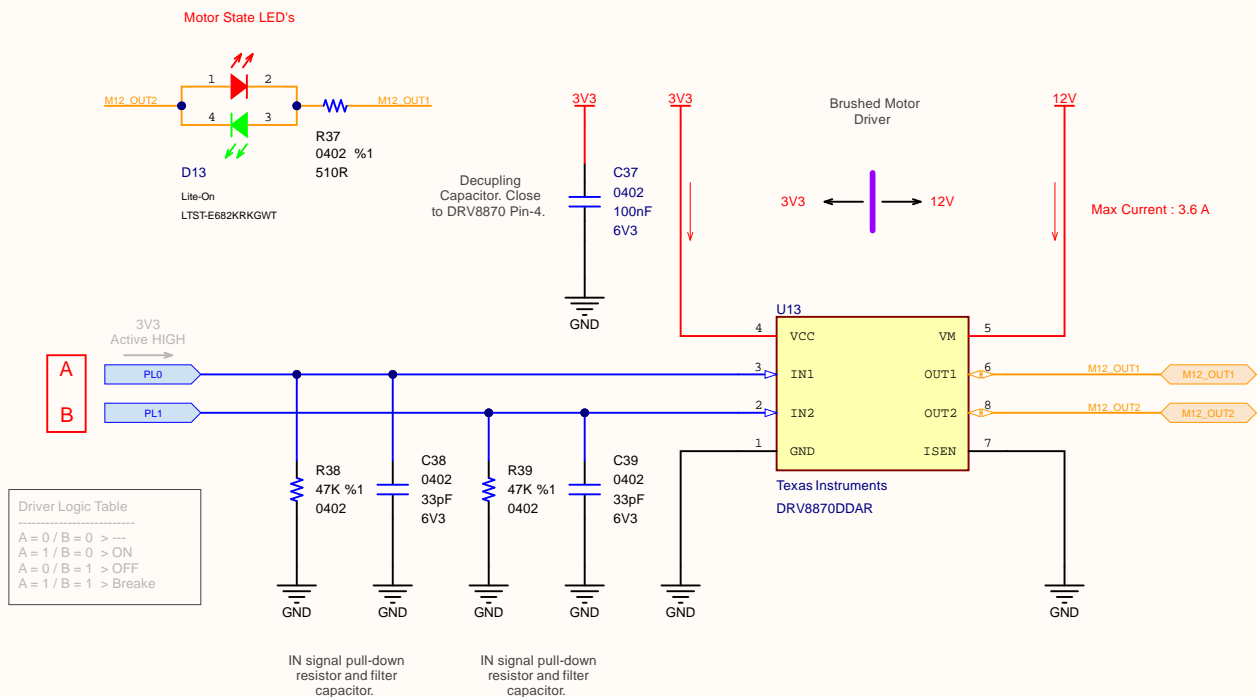 Motor State LED's
1
2
M12_OUT2
M12_OUT1
4
3
R37
0402 %1
510R
D13
Lite-On
LTST-E682KRKGWT
3V3
Decupling
Capacitor. Close
to DRV8870 Pin-4.
C37
0402
100nF
6V3
GND
3V3
Brushed Motor
Driver
3V3
12V
12V
Max Current : 3.6 A
3V3
Active HIGH
A
B
PL0
PL1
U13
4
VCC
VM
5
3
IN1
OUT1
6
M12_OUT1
M12_OUT1
2
IN2
OUT2
8
M12_OUT2
M12_OUT2
1
GND
ISEN
7
Texas Instruments
DRV8870DDAR
R38
47K %1
0402
C38
0402
33pF
6V3
R39
47K %1
0402
C39
0402
33pF
6V3
Driver Logic Table
--------------------------
A = 0 / B = 0 > ---
A = 1 / B = 0 > ON
A = 0 / B = 1 > OFF
A = 1 / B = 1 > Breake
GND
GND
GND
GND
GND
GND
IN signal pull-down
resistor and filter
capacitor.
IN signal pull-down
resistor and filter
capacitor.